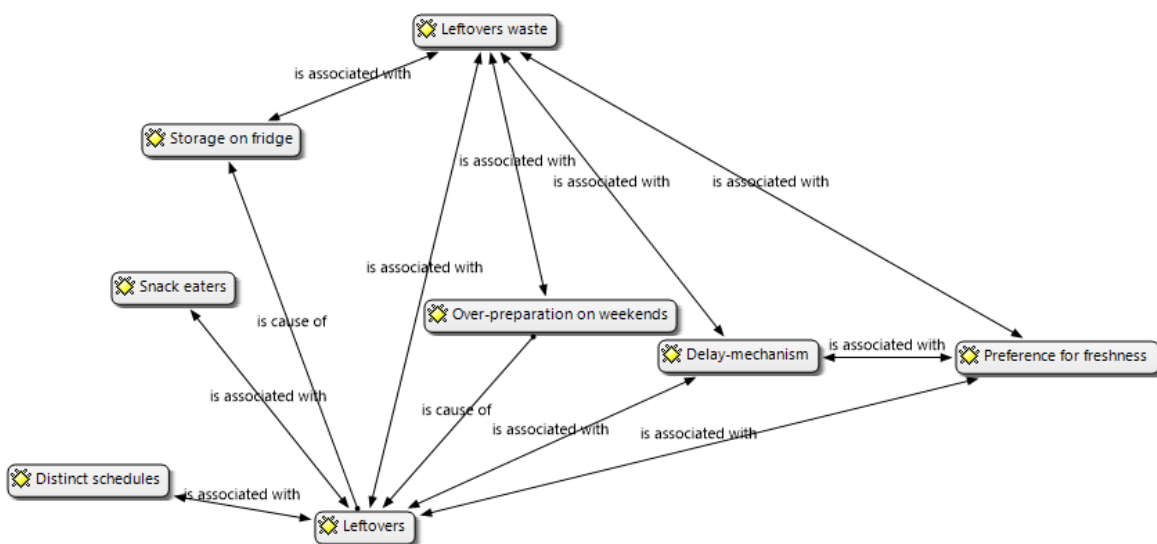 Leftovers waste
is associated with
Storage on fridge
is associated with
is associated with
is associated with
is associated with
Snack eaters
Over-preparation on weekends
is cause of
is associated with
Delay-mechanism
Preference for freshness
is associated with
is cause of
is associated with
is associated with
Distinct schedules
is associated with
Leftovers